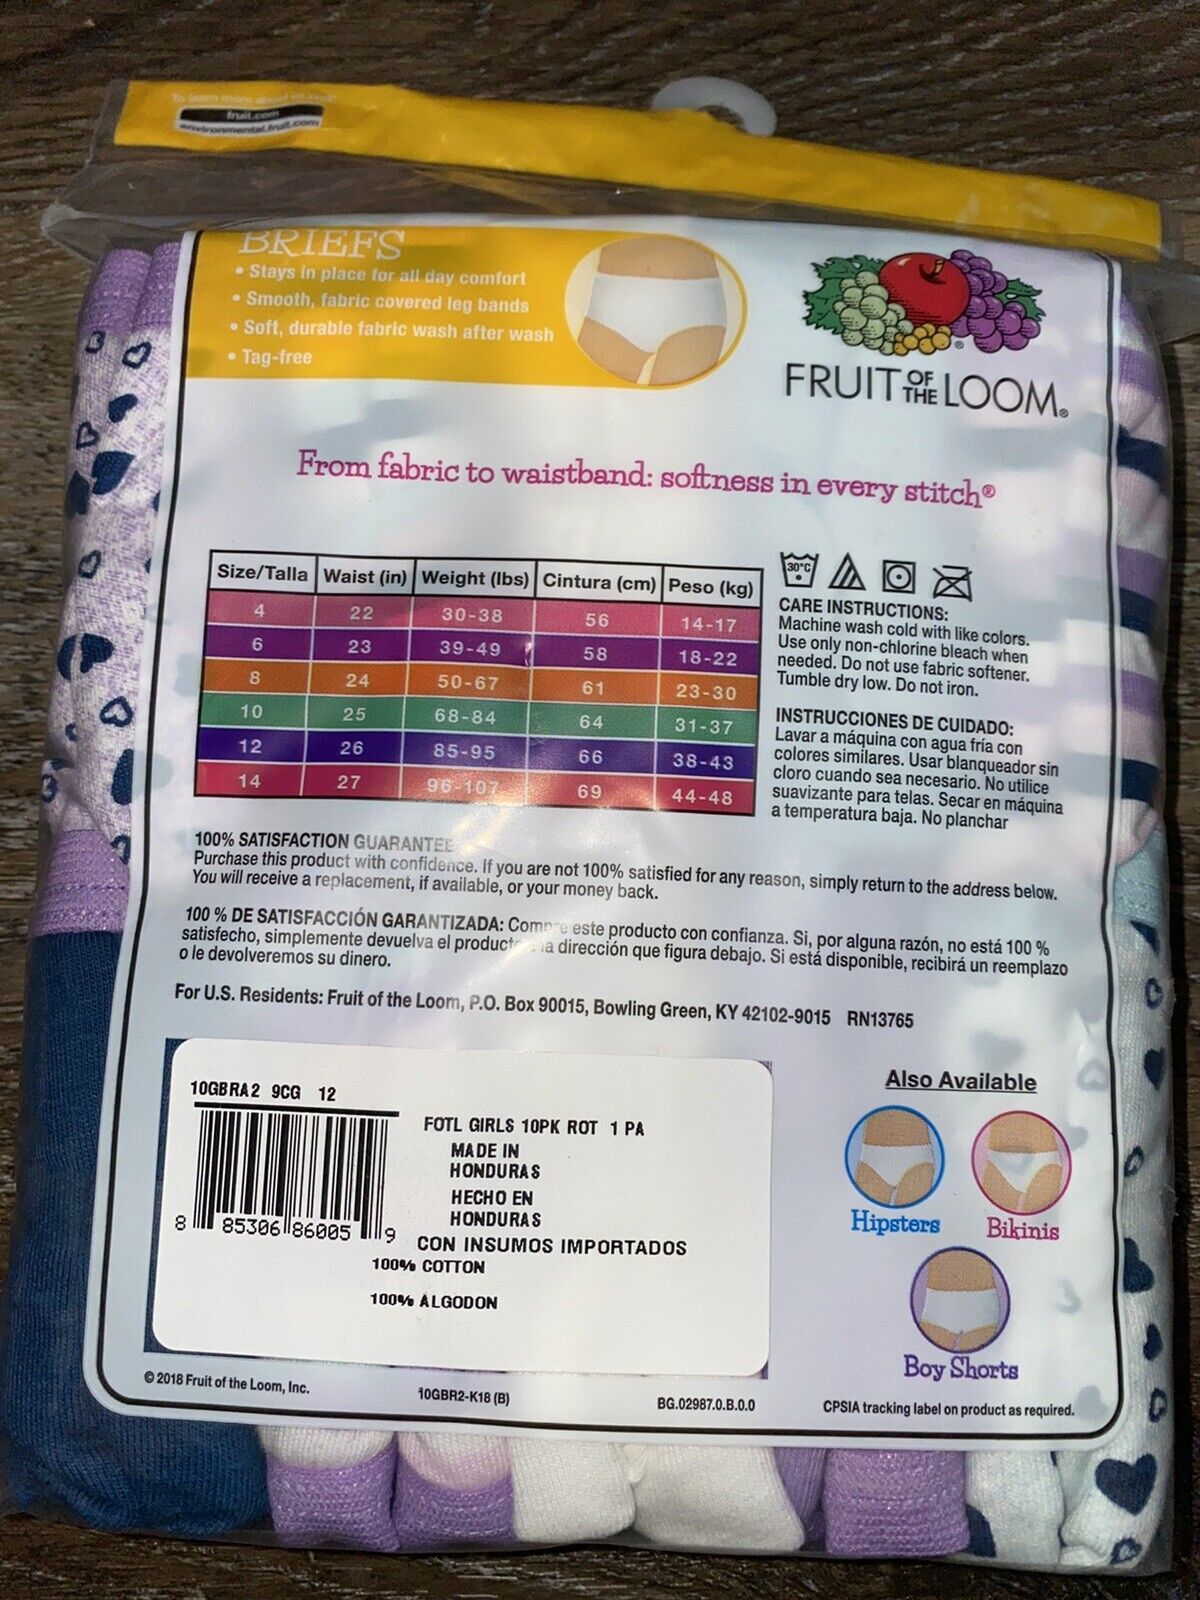 To learn more about us visit:
fruit.com
environmental.fruit.com
BRIEFS
• Stays in place for all day comfort
• Smooth, fabric covered leg bands
• Soft, durable fabric wash after wash
• Tag-free
FRUIT OF THE LOOM®
From fabric to waistband: softness in every stitch®
Size/Talla Waist (in) Weight (lbs) Cintura (cm) Peso (kg)
4 22 30-38 56 14-17
6 23 39-49 58 18-22
8 24 50-67 61 23-30
10 25 68-84 64 31-37
12 26 85-95 66 38-43
14 27 96-107 69 44-48
30°C
CARE INSTRUCTIONS:
Machine wash cold with like colors.
Use only non-chlorine bleach when
needed. Do not use fabric softener.
Tumble dry low. Do not iron.
INSTRUCCIONES DE CUIDADO:
Lavar a máquina con agua fría con
colores similares. Usar blanqueador sin
cloro cuando sea necesario. No utilice
suavizante para telas. Secar en máquina
a temperatura baja. No planchar
100% SATISFACTION GUARANTEE
Purchase this product with confidence. If you are not 100% satisfied for any reason, simply return to the address below.
You will receive a replacement, if available, or your money back.
100 % DE SATISFACCIÓN GARANTIZADA: Compre este producto con confianza. Si, por alguna razón, no está 100 %
satisfecho, simplemente devuelva el producto a la dirección que figura debajo. Si está disponible, recibirá un reemplazo
o le devolveremos su dinero.
For U.S. Residents: Fruit of the Loom, P.O. Box 90015, Bowling Green, KY 42102-9015 RN13765
10GBRA2 9CG 12
FOTL GIRLS 10PK ROT 1 PA
MADE IN
HONDURAS
HECHO EN
HONDURAS
CON INSUMOS IMPORTADOS
8 85306 86005 9
100% COTTON
100% ALGODON
Also Available
Hipsters
Bikinis
Boy Shorts
© 2018 Fruit of the Loom, Inc.
10GBR2-K18 (B)
BG.02987.0.B.0.0
CPSIA tracking label on product as required.